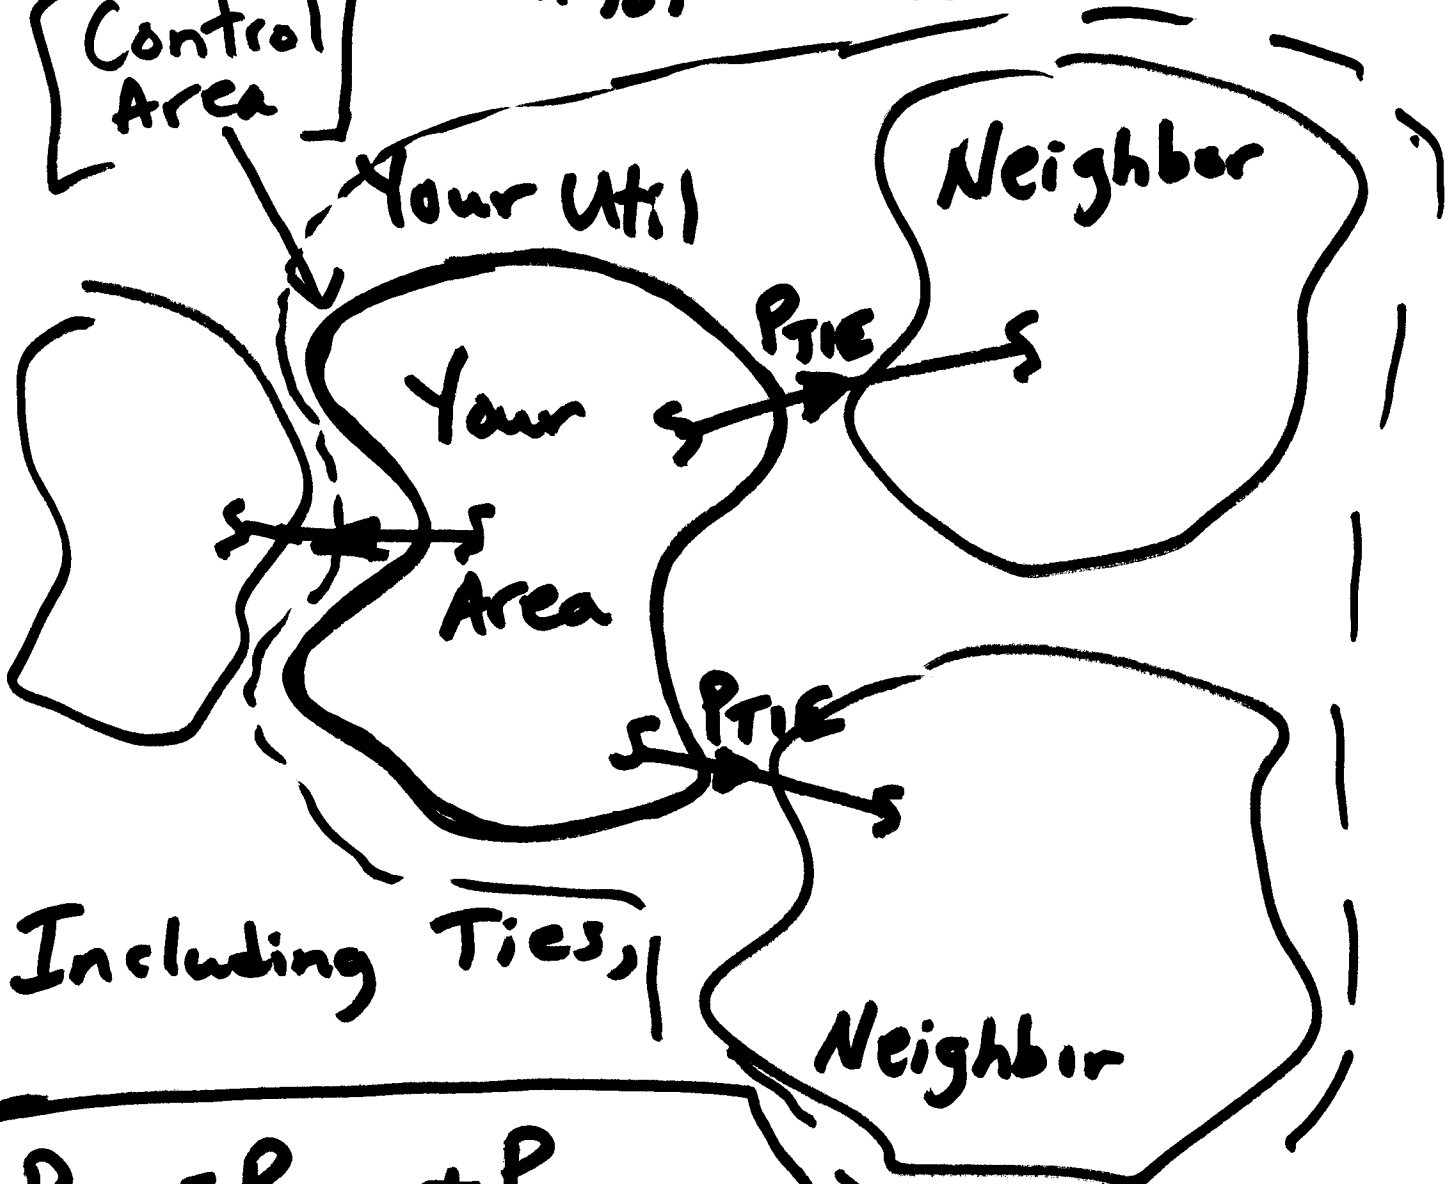 Control
Area
Your Util
Neighbor
PTIE
Your
Area
PTIE
Including Ties,
Neighbor